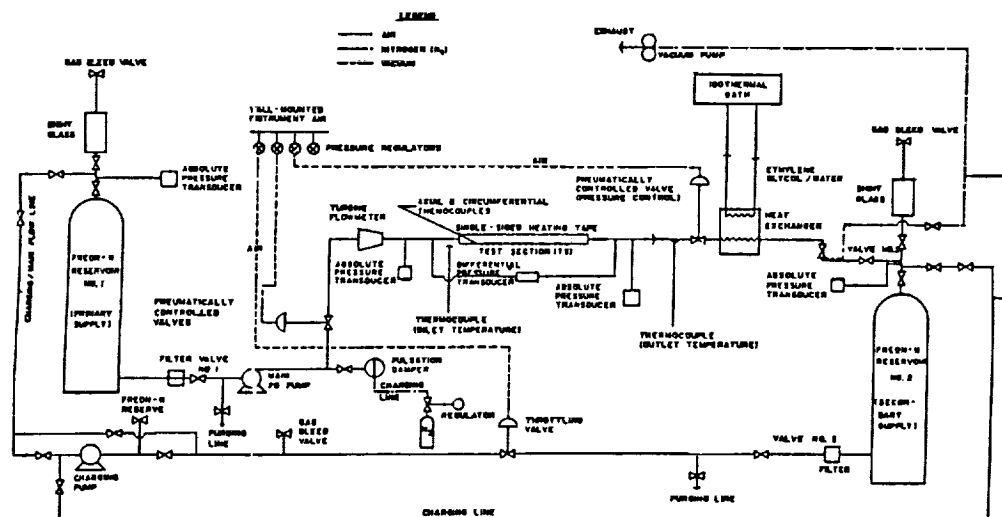 LEGEND
AIR
NITROGEN (N₂)
VACUUM
EXHAUST
VACUUM PUMP
GAS BLEED VALVE
SIGHT
GLASS
ABSOLUTE
PRESSURE
TRANSDUCER
WALL-MOUNTED
INSTRUMENT AIR
PRESSURE REGULATORS
AIR
ISOTHERMAL
BATH
GAS BLEED VALVE
SIGHT
GLASS
ETHYLENE
GLYCOL/WATER
PNEUMATICALLY
CONTROLLED VALVE
(PRESSURE CONTROL)
HEAT
EXCHANGER
VALVE NO. 2
ABSOLUTE
PRESSURE
TRANSDUCER
TURBINE
FLOWMETER
AXIAL & CIRCUMFERENTIAL
THEMOCOUPLES
SINGLE-SIDED HEATING TAPE
TEST SECTION (TS)
ABSOLUTE
PRESSURE
TRANSDUCER
DIFFERENTIAL
PRESSURE
TRANSDUCER
ABSOLUTE
PRESSURE
TRANSDUCER
THERMOCOUPLE
(INLET TEMPERATURE)
THERMOCOUPLE
(OUTLET TEMPERATURE)
AIR
CHARGING/MAIN FLOW LINE
FREON-11
RESERVOIR
NO. 1
(PRIMARY
SUPPLY)
PNEUMATICALLY
CONTROLLED
VALVES
FILTER VALVE
NO. 1
MAIN
PD PUMP
PULSATION
DAMPER
CHARGING
LINE
REGULATOR
N₂
THROTTLING
VALVE
FREON-11
RESERVE
PURGING
LINE
GAS
BLEED
VALVE
CHARGING
PUMP
FREON-11
RESERVOIR
NO. 2
(SECON-
DARY
SUPPLY)
VALVE NO. 3
FILTER
PURGING LINE
CHARGING LINE